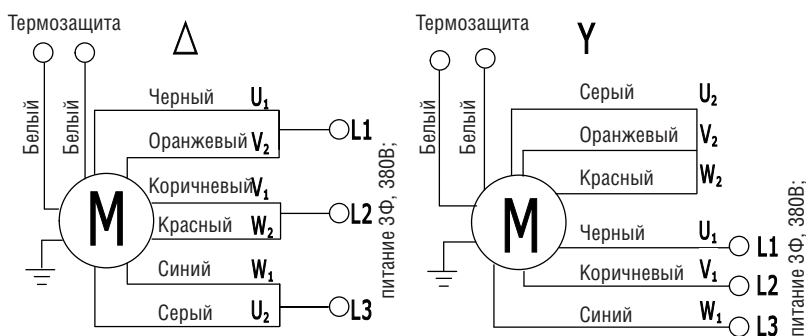 Термозащита
Δ
Белый
Белый
Черный U₁
Оранжевый V₂
L1
Коричневый V₁
Красный W₂
L2
Синий W₁
Серый U₂
L3
M
питание 3Ф, 380В;
Термозащита
Y
Белый
Белый
Серый U₂
Оранжевый V₂
Красный W₂
M
Черный U₁
L1
Коричневый V₁
L2
Синий W₁
L3
питание 3Ф, 380В;